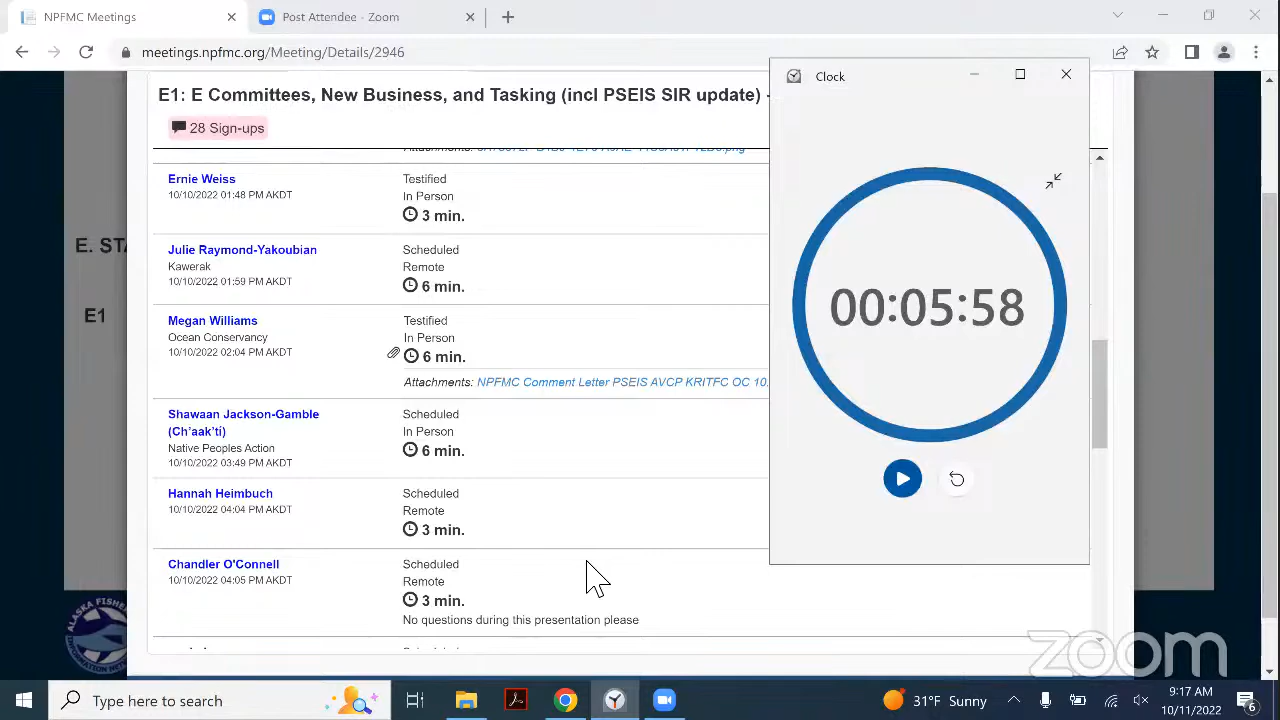 NPFMC Meetings
Post Attendee - Zoom
meetings.npfmc.org/Meeting/Details/2946
E1: E Committees, New Business, and Tasking (incl PSEIS SIR update) -
28 Sign-ups
Attachments:
Ernie Weiss
10/10/2022 01:48 PM AKDT
Testified
In Person
3 min.
Julie Raymond-Yakoubian
Kawerak
10/10/2022 01:59 PM AKDT
Scheduled
Remote
6 min.
Megan Williams
Ocean Conservancy
10/10/2022 02:04 PM AKDT
Testified
In Person
6 min.
Attachments: NPFMC Comment Letter PSEIS AVCP KRITFC OC 10.
Shawaan Jackson-Gamble
(Ch'aak'ti)
Native Peoples Action
10/10/2022 03:49 PM AKDT
Scheduled
In Person
6 min.
Hannah Heimbuch
10/10/2022 04:04 PM AKDT
Scheduled
Remote
3 min.
Chandler O'Connell
10/10/2022 04:05 PM AKDT
Scheduled
Remote
3 min.
No questions during this presentation please
E. STA
E1
ALASKA FISHER
Clock
00:05:58
zoom
Type here to search
31°F Sunny
9:17 AM
10/11/2022
6